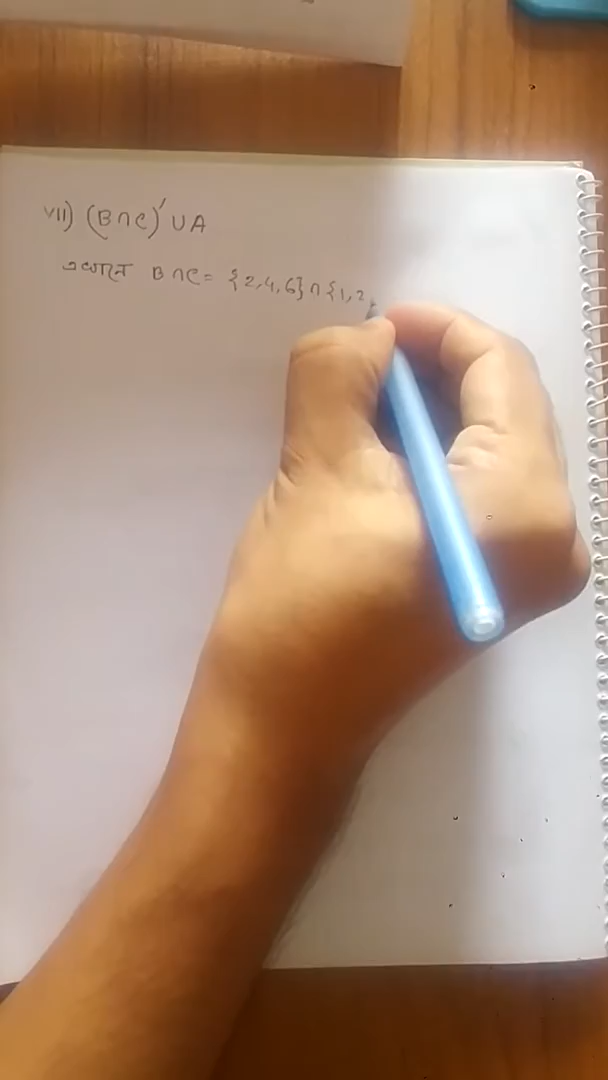 VII) (B∩C)′ ∪A
এখানে B∩C = {2,4,6}∩{1,2,